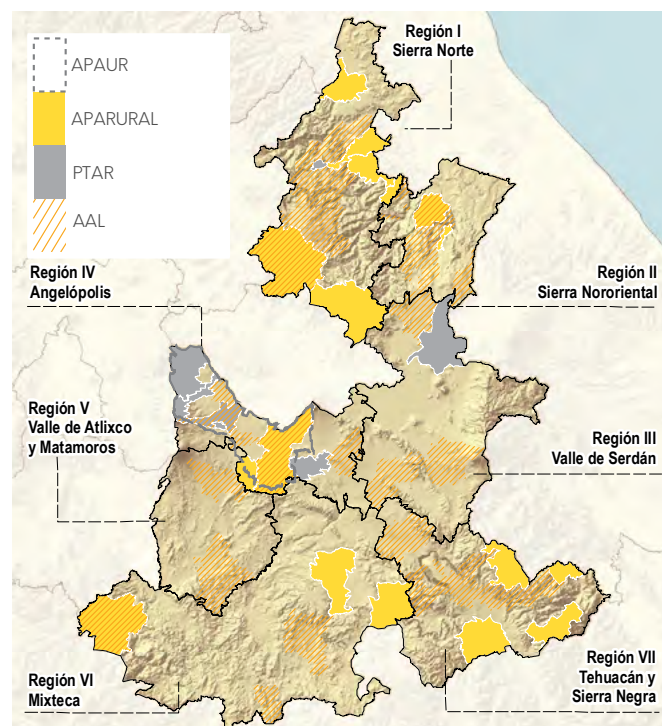 Región I
Sierra Norte
APAUR
APARURAL
PTAR
AAL
Región IV
Angelópolis
Región II
Sierra Nororiental
Región V
Valle de Atlixco
y Matamoros
Región III
Valle de Serdán
Región VI
Mixteca
Región VII
Tehuacán y
Sierra Negra